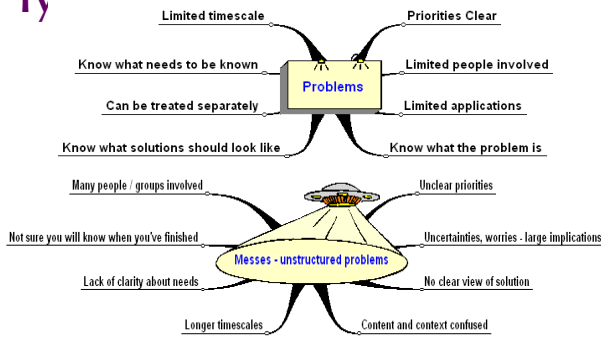 Ty
Limited timescale
Priorities Clear
Know what needs to be known
Limited people involved
Problems
Can be treated separately
Limited applications
Know what solutions should look like
Know what the problem is
Many people / groups involved
Unclear priorities
Not sure you will know when you've finished
Uncertainties, worries - large implications
Messes - unstructured problems
Lack of clarity about needs
No clear view of solution
Longer timescales
Content and context confused